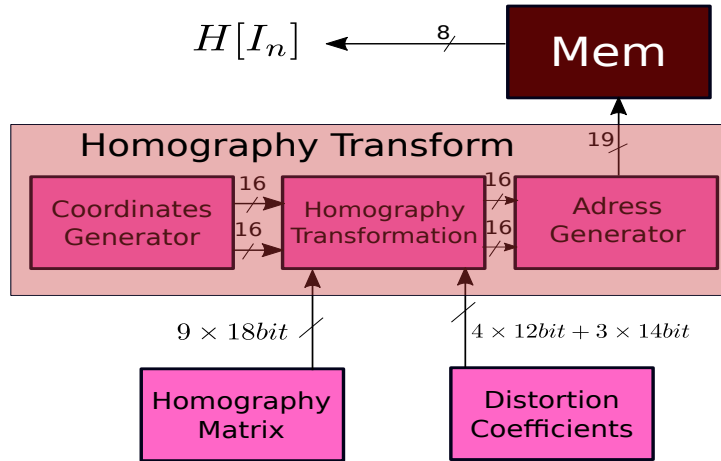 H[I_n]
8
Mem
Homography Transform
19
Coordinates
Generator
16
16
Homography
Transformation
16
16
Adress
Generator
9 × 18bit
4 × 12bit + 3 × 14bit
Homography
Matrix
Distortion
Coefficients